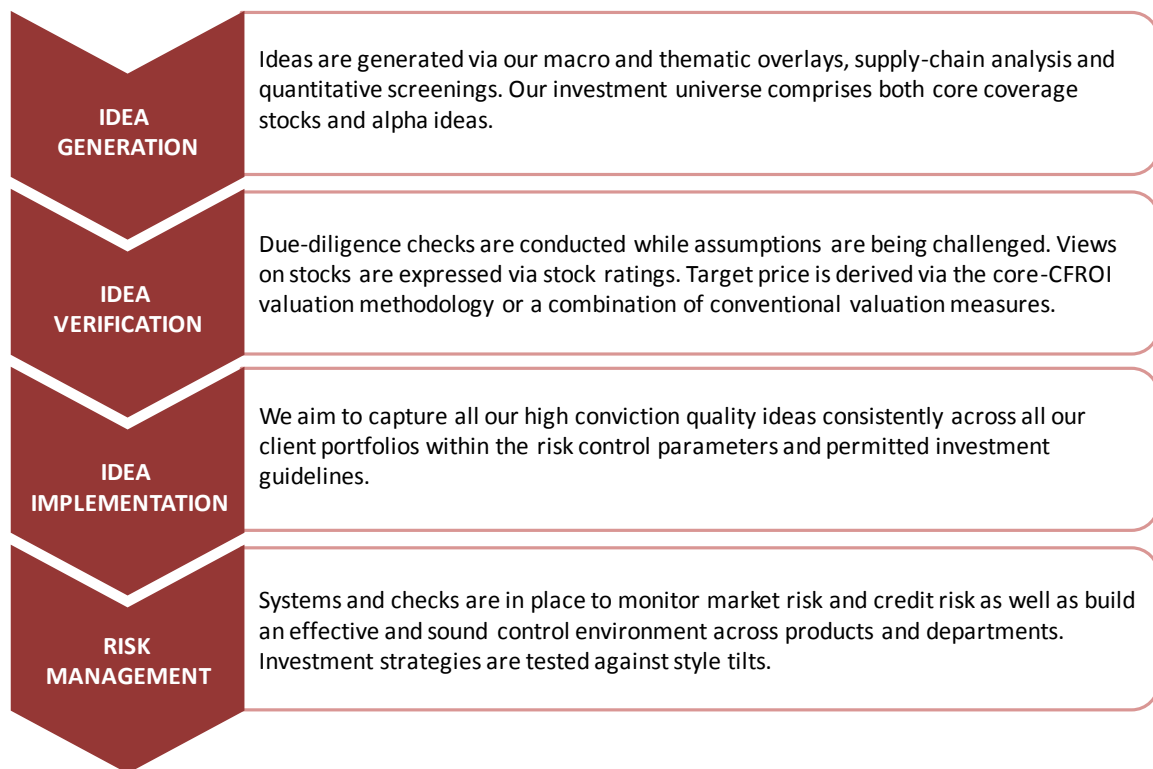 IDEA
GENERATION
Ideas are generated via our macro and thematic overlays, supply-chain analysis and
quantitative screenings. Our investment universe comprises both core coverage
stocks and alpha ideas.
IDEA
VERIFICATION
Due-diligence checks are conducted while assumptions are being challenged. Views
on stocks are expressed via stock ratings. Target price is derived via the core-CFROI
valuation methodology or a combination of conventional valuation measures.
IDEA
IMPLEMENTATION
We aim to capture all our high conviction quality ideas consistently across all our
client portfolios within the risk control parameters and permitted investment
guidelines.
RISK
MANAGEMENT
Systems and checks are in place to monitor market risk and credit risk as well as build
an effective and sound control environment across products and departments.
Investment strategies are tested against style tilts.